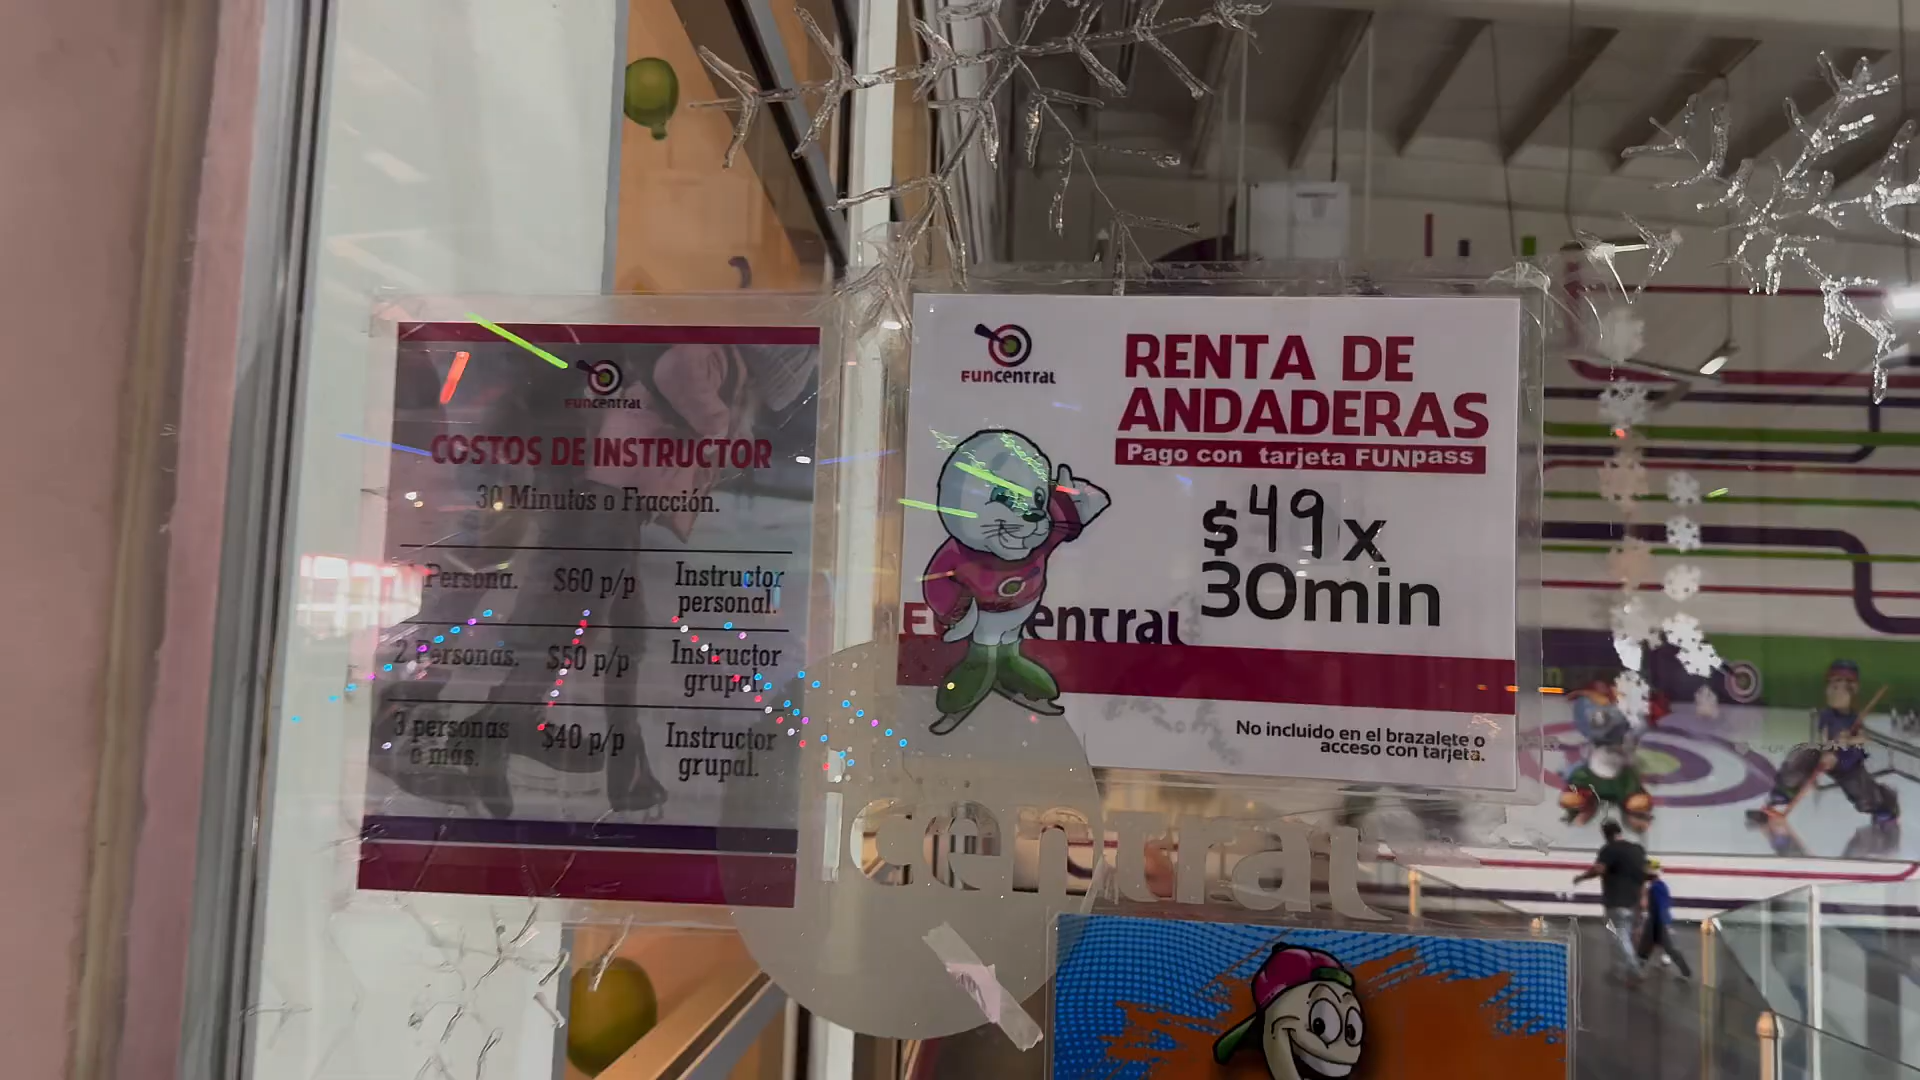 FUNCENTRAL
COSTOS DE INSTRUCTOR
30 Minutos o Fracción.
1 Persona. $60 p/p Instructor personal.
2 Personas. $50 p/p Instructor grupal.
3 personas o más. $40 p/p Instructor grupal.
FUNCENTRAL
RENTA DE
ANDADERAS
Pago con tarjeta FUNpass
$49 x
30min
central
No incluido en el brazalete o
acceso con tarjeta.
central